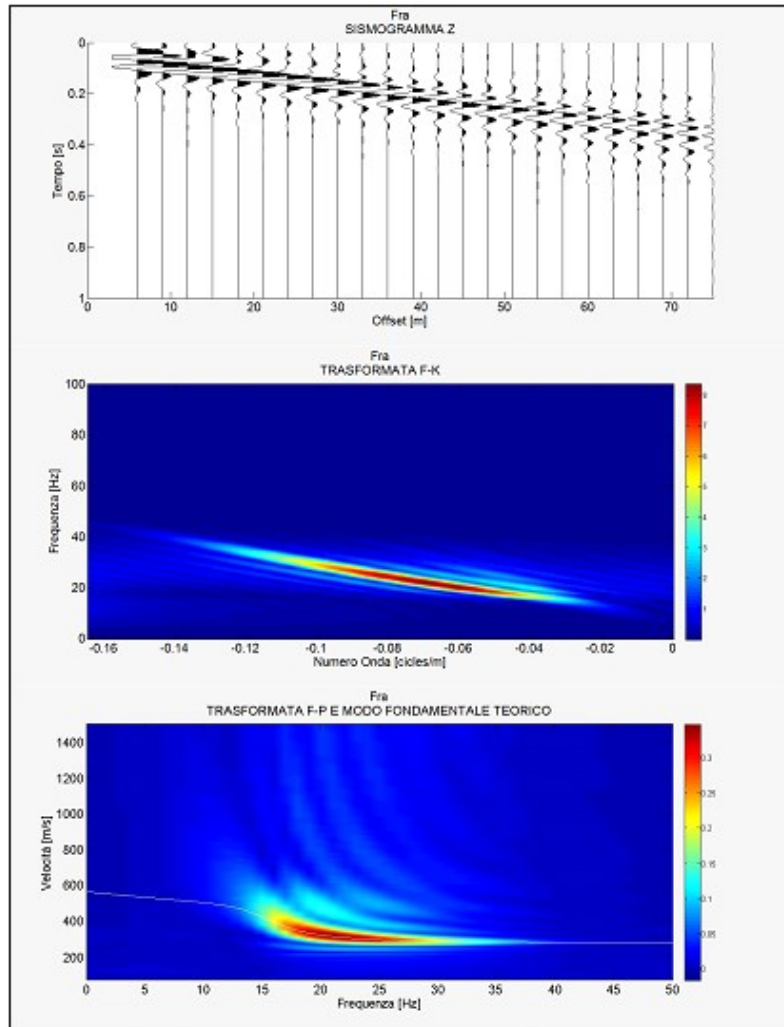 Fra
SISMOGRAMMA Z
0
0.2
0.4
0.6
0.8
1
Tempo [s]
0 10 20 30 40 50 60 70
Offset [m]
Fra
TRASFORMATA F-K
100
80
60
40
20
0
Frequenza [Hz]
-0.16 -0.14 -0.12 -0.1 -0.08 -0.06 -0.04 -0.02 0
Numero Onda [cicles/m]
8
7
6
5
4
3
2
1
Fra
TRASFORMATA F-P E MODO FONDAMENTALE TEORICO
1400
1200
1000
800
600
400
200
Velocità [m/s]
0 5 10 15 20 25 30 35 40 45 50
Frequenza [Hz]
0.35
0.25
0.2
0.15
0.1
0.05
0